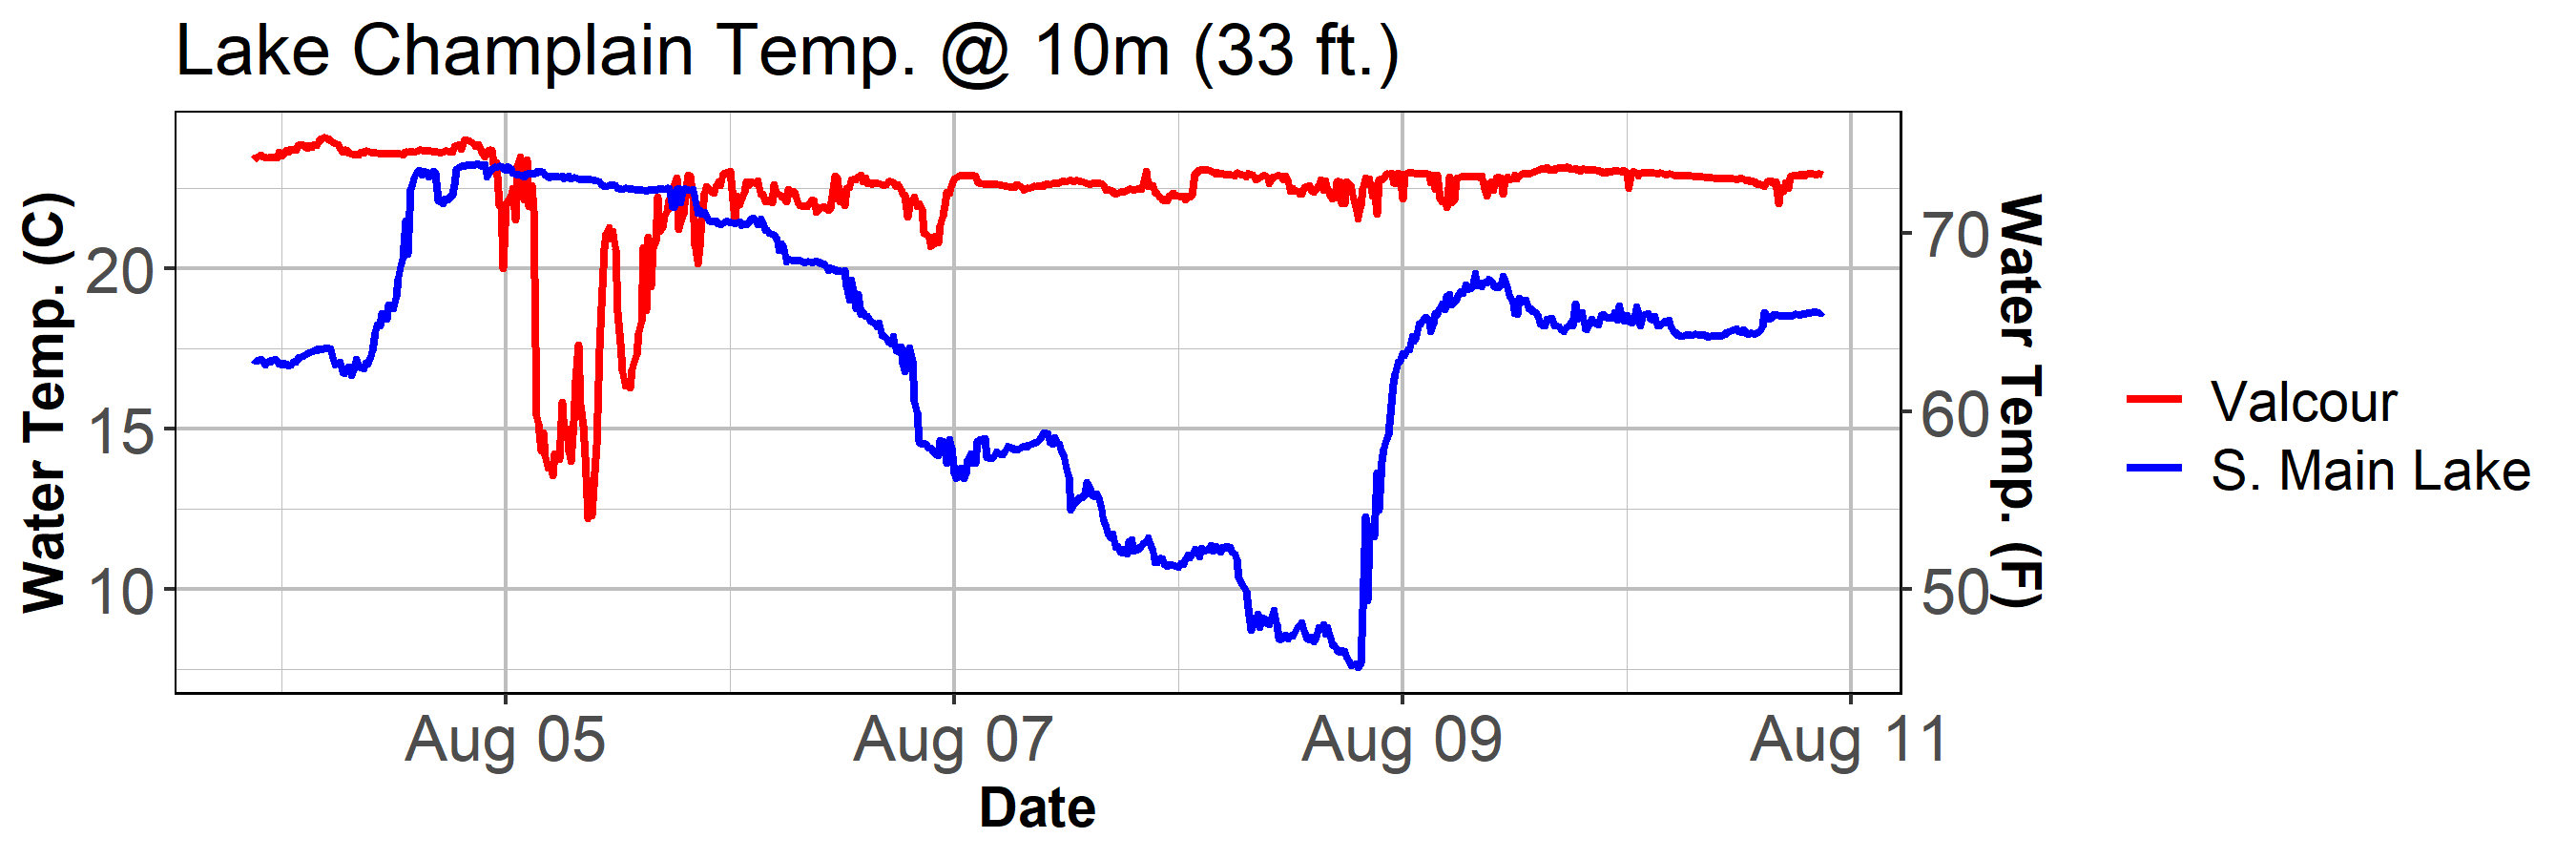 Lake Champlain Temp. @ 10m (33 ft.)
Water Temp. (C)
20
15
10
70
60
50
Water Temp. (F)
Aug 05
Aug 07
Aug 09
Aug 11
Date
Valcour
S. Main Lake